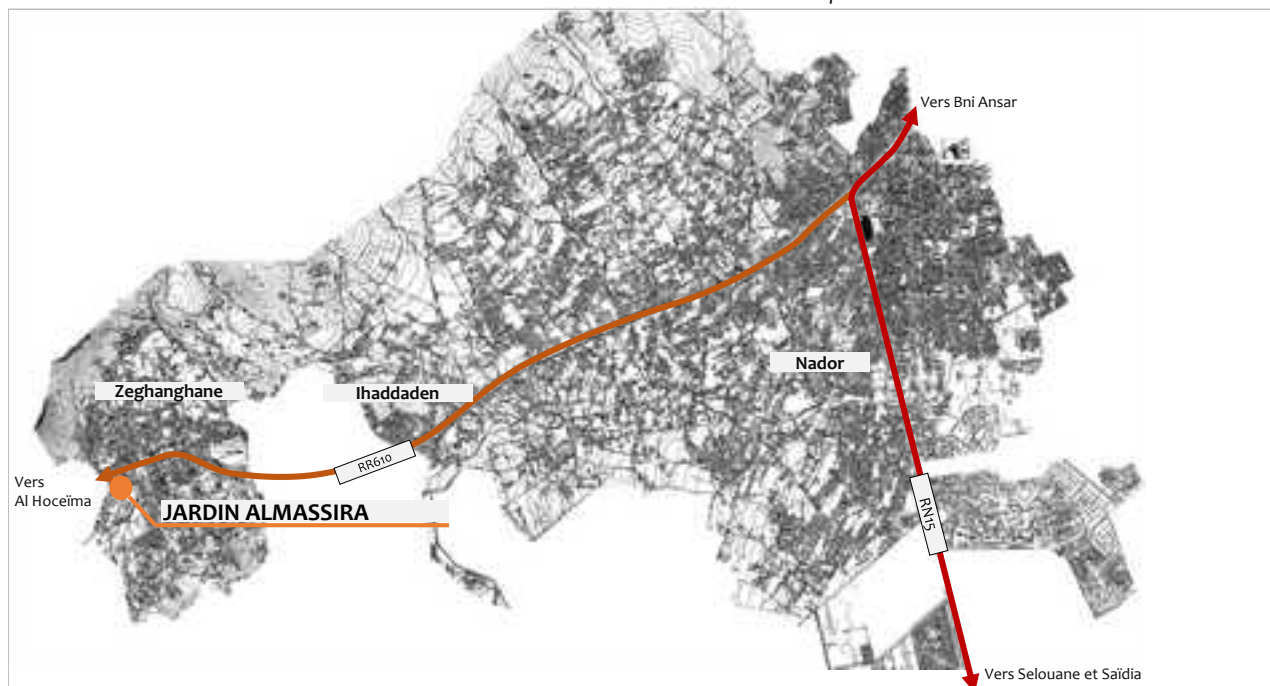 Vers Bni Ansar
Nador
Zeghanghane
Ihaddaden
RR610
Vers
Al Hoceïma
JARDIN ALMASSIRA
RN15
Vers Selouane et Saïdia